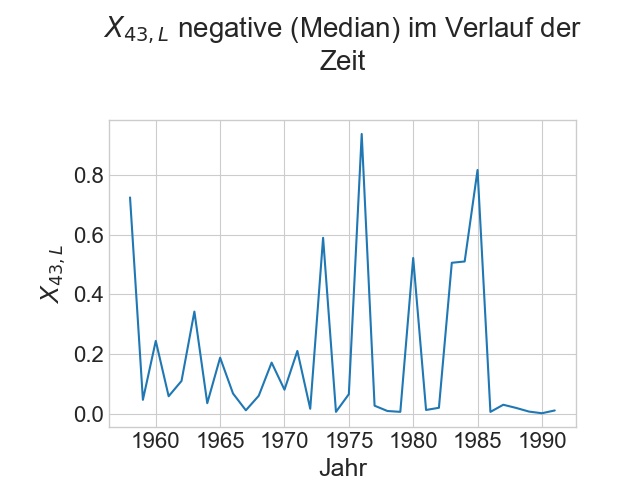 X₄₃,L negative (Median) im Verlauf der
Zeit
X₄₃,L
0.8
0.6
0.4
0.2
0.0
1960 1965 1970 1975 1980 1985 1990
Jahr